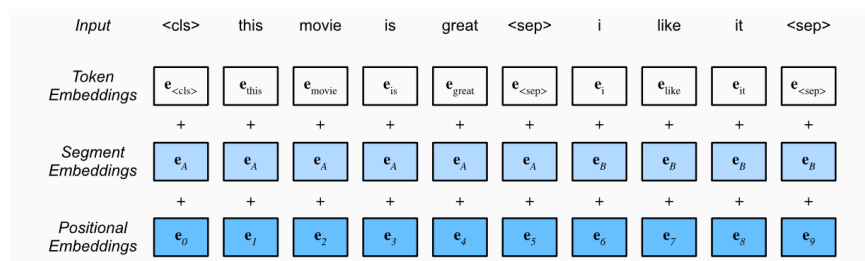 Input <cls> this movie is great <sep> i like it <sep>
Token Embeddings e<cls> ethis emovie eis egreat e<sep> ei elike eit e<sep>
+ + + + + + + + + +
Segment Embeddings eA eA eA eA eA eA eB eB eB eB
+ + + + + + + + + +
Positional Embeddings e0 e1 e2 e3 e4 e5 e6 e7 e8 e9